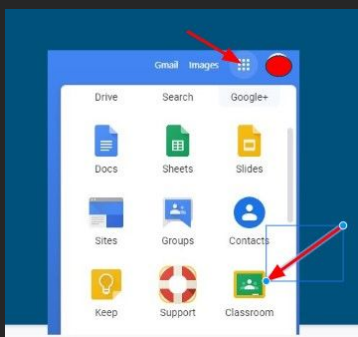 Gmail Images
Drive Search Google+
Docs Sheets Slides
Sites Groups Contacts
Keep Support Classroom